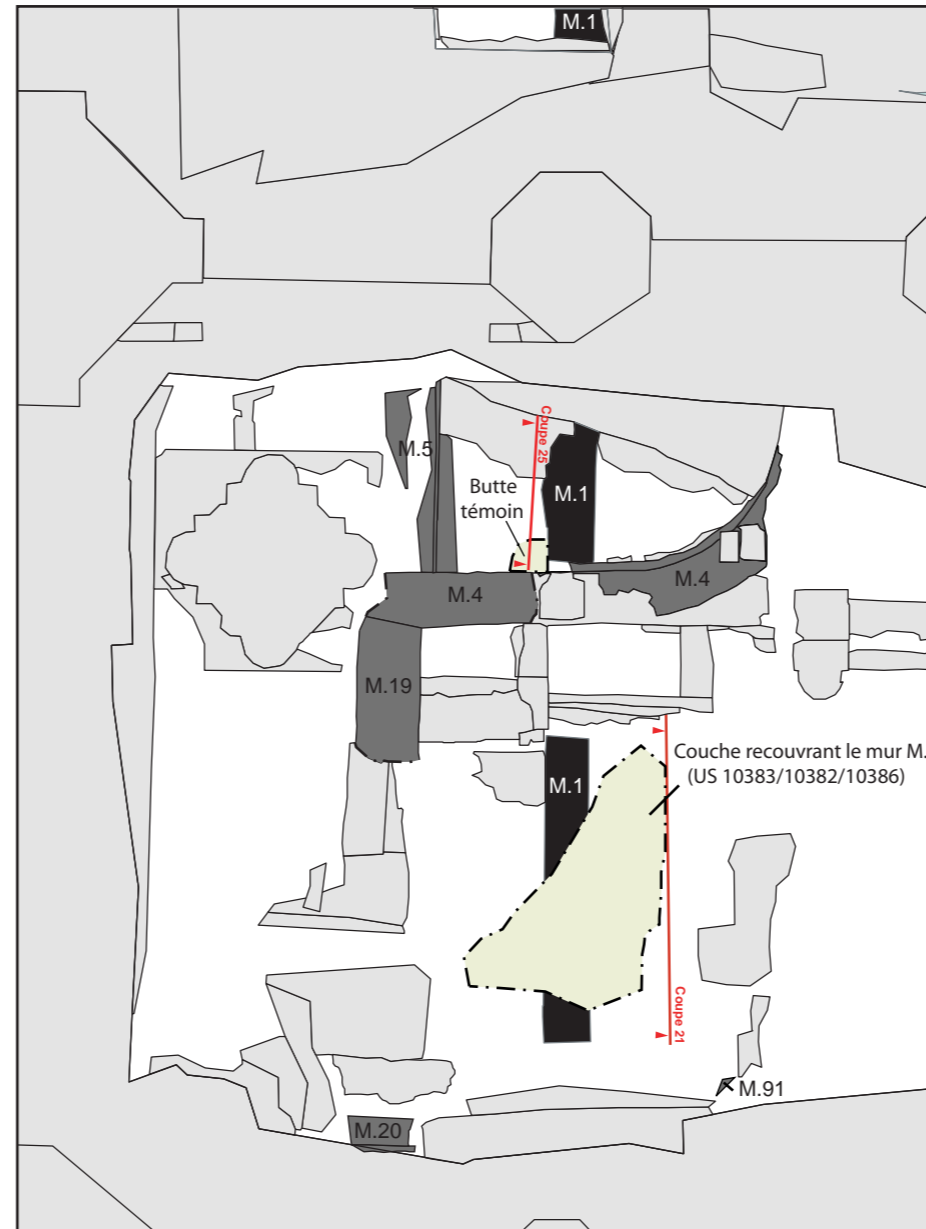 M.1
Coupe 25
M.5
Butte
témoin
M.1
M.4
M.4
M.19
Couche recouvrant le mur M.
(US 10383/10382/10386)
M.1
Coupe 21
M.91
M.20